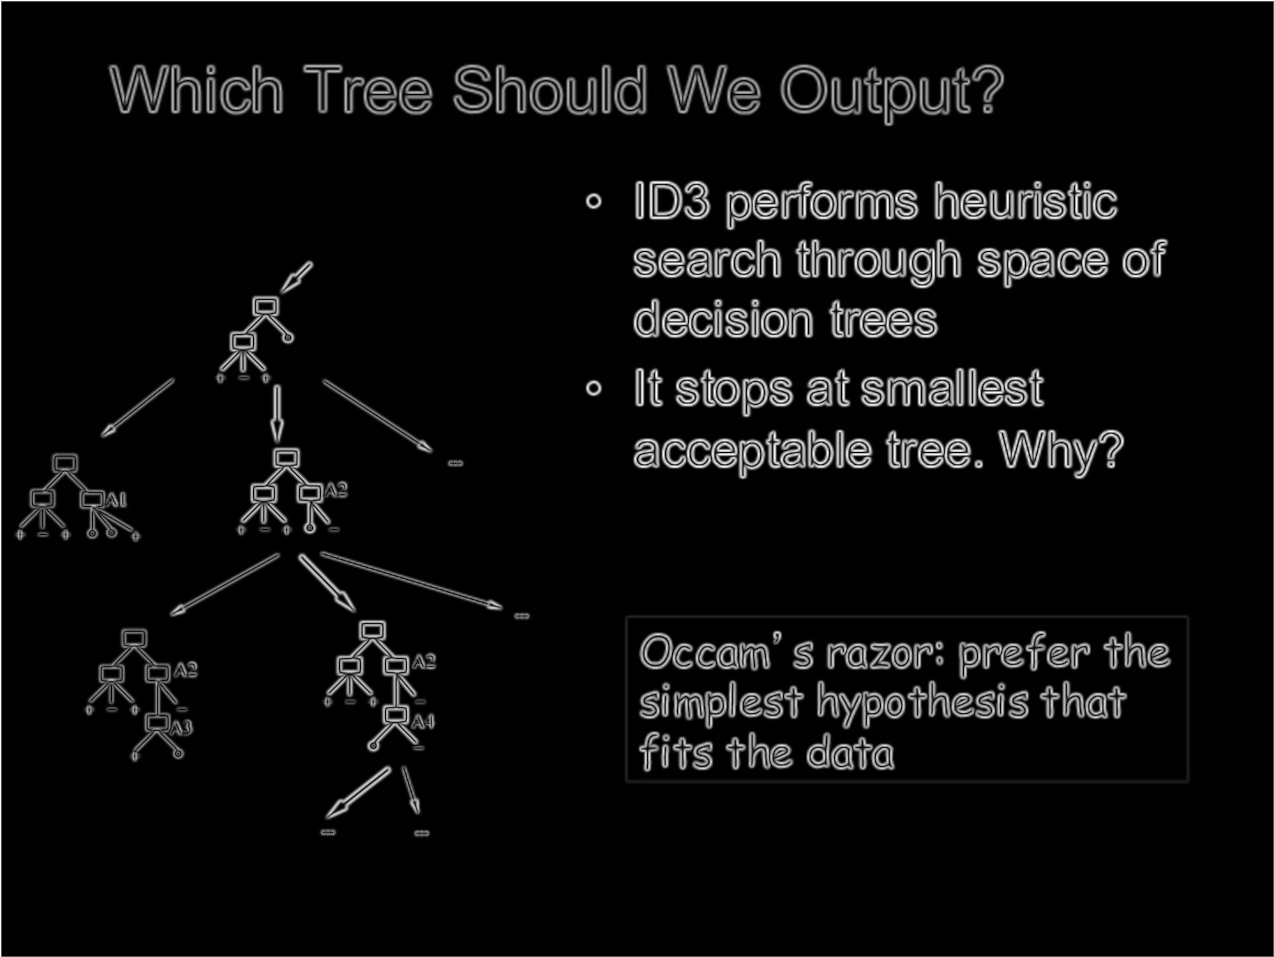 Which Tree Should We Output?
• ID3 performs heuristic
search through space of
decision trees
• It stops at smallest
acceptable tree. Why?
Occam's razor: prefer the
simplest hypothesis that
fits the data
+ − +
...
A1
+ − + +
A2
+ − + −
...
A2
+ − + −
A3
+
A2
+ − + −
A4
−
... ...